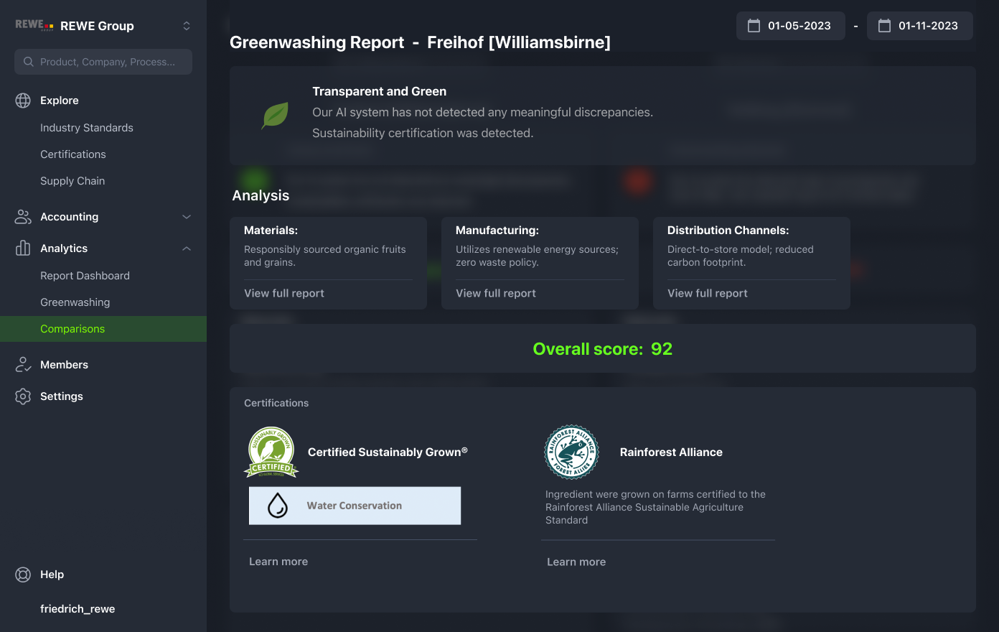 REWE
GROUP
REWE Group
Product, Company, Process...
Explore
Industry Standards
Certifications
Supply Chain
Accounting
Analytics
Report Dashboard
Greenwashing
Comparisons
Members
Settings
Help
friedrich_rewe
01-05-2023 - 01-11-2023
Greenwashing Report - Freihof [Williamsbirne]
Transparent and Green
Our AI system has not detected any meaningful discrepancies.
Sustainability certification was detected.
Analysis
Materials:
Responsibly sourced organic fruits
and grains.
View full report
Manufacturing:
Utilizes renewable energy sources;
zero waste policy.
View full report
Distribution Channels:
Direct-to-store model; reduced
carbon footprint.
View full report
Overall score: 92
Certifications
SUSTAINABLY GROWN
CERTIFIED
SCS GLOBAL SERVICES
Certified Sustainably Grown®
Water Conservation
Learn more
RAINFOREST ALLIANCE
FOREST ALLIES
Rainforest Alliance
Ingredient were grown on farms certified to the
Rainforest Alliance Sustainable Agriculture
Standard
Learn more